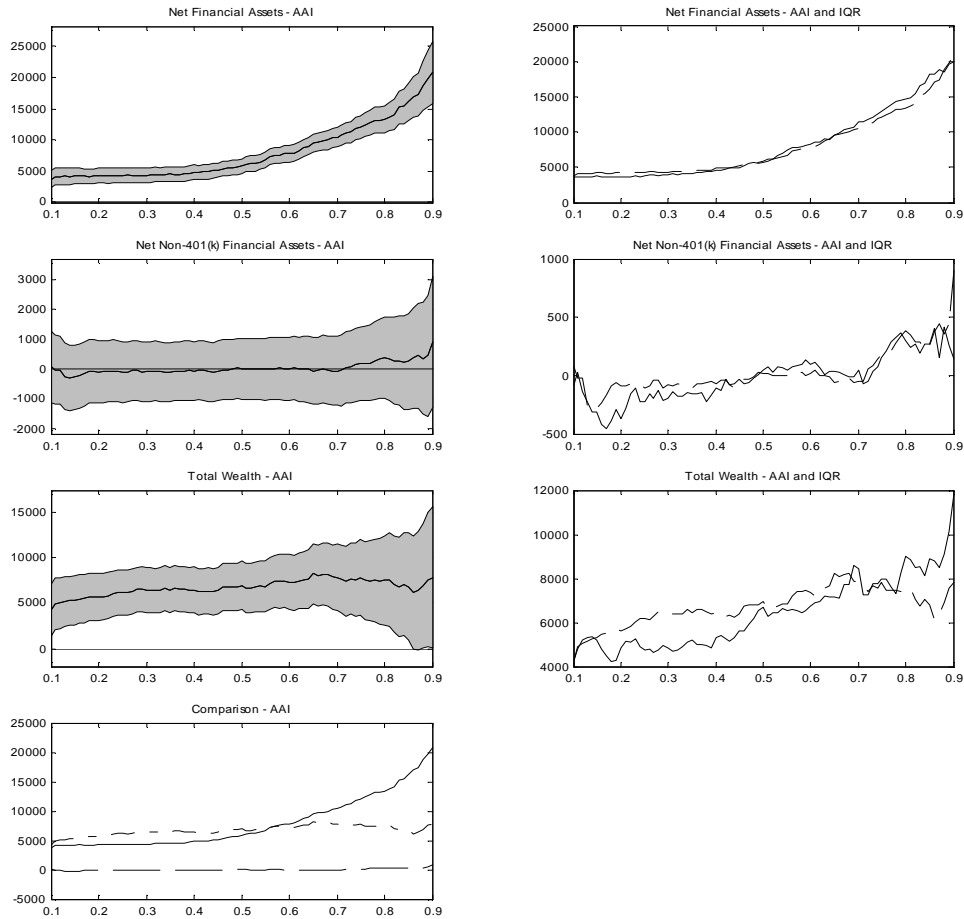 Net Financial Assets - AAI
25000
20000
15000
10000
5000
0
0.1 0.2 0.3 0.4 0.5 0.6 0.7 0.8 0.9
Net Financial Assets - AAI and IQR
25000
20000
15000
10000
5000
0
0.1 0.2 0.3 0.4 0.5 0.6 0.7 0.8 0.9
Net Non-401(k) Financial Assets - AAI
3000
2000
1000
0
-1000
-2000
0.1 0.2 0.3 0.4 0.5 0.6 0.7 0.8 0.9
Net Non-401(k) Financial Assets - AAI and IQR
1000
500
0
-500
0.1 0.2 0.3 0.4 0.5 0.6 0.7 0.8 0.9
Total Wealth - AAI
15000
10000
5000
0
0.1 0.2 0.3 0.4 0.5 0.6 0.7 0.8 0.9
Total Wealth - AAI and IQR
12000
10000
8000
6000
4000
0.1 0.2 0.3 0.4 0.5 0.6 0.7 0.8 0.9
Comparison - AAI
25000
20000
15000
10000
5000
0
-5000
0.1 0.2 0.3 0.4 0.5 0.6 0.7 0.8 0.9